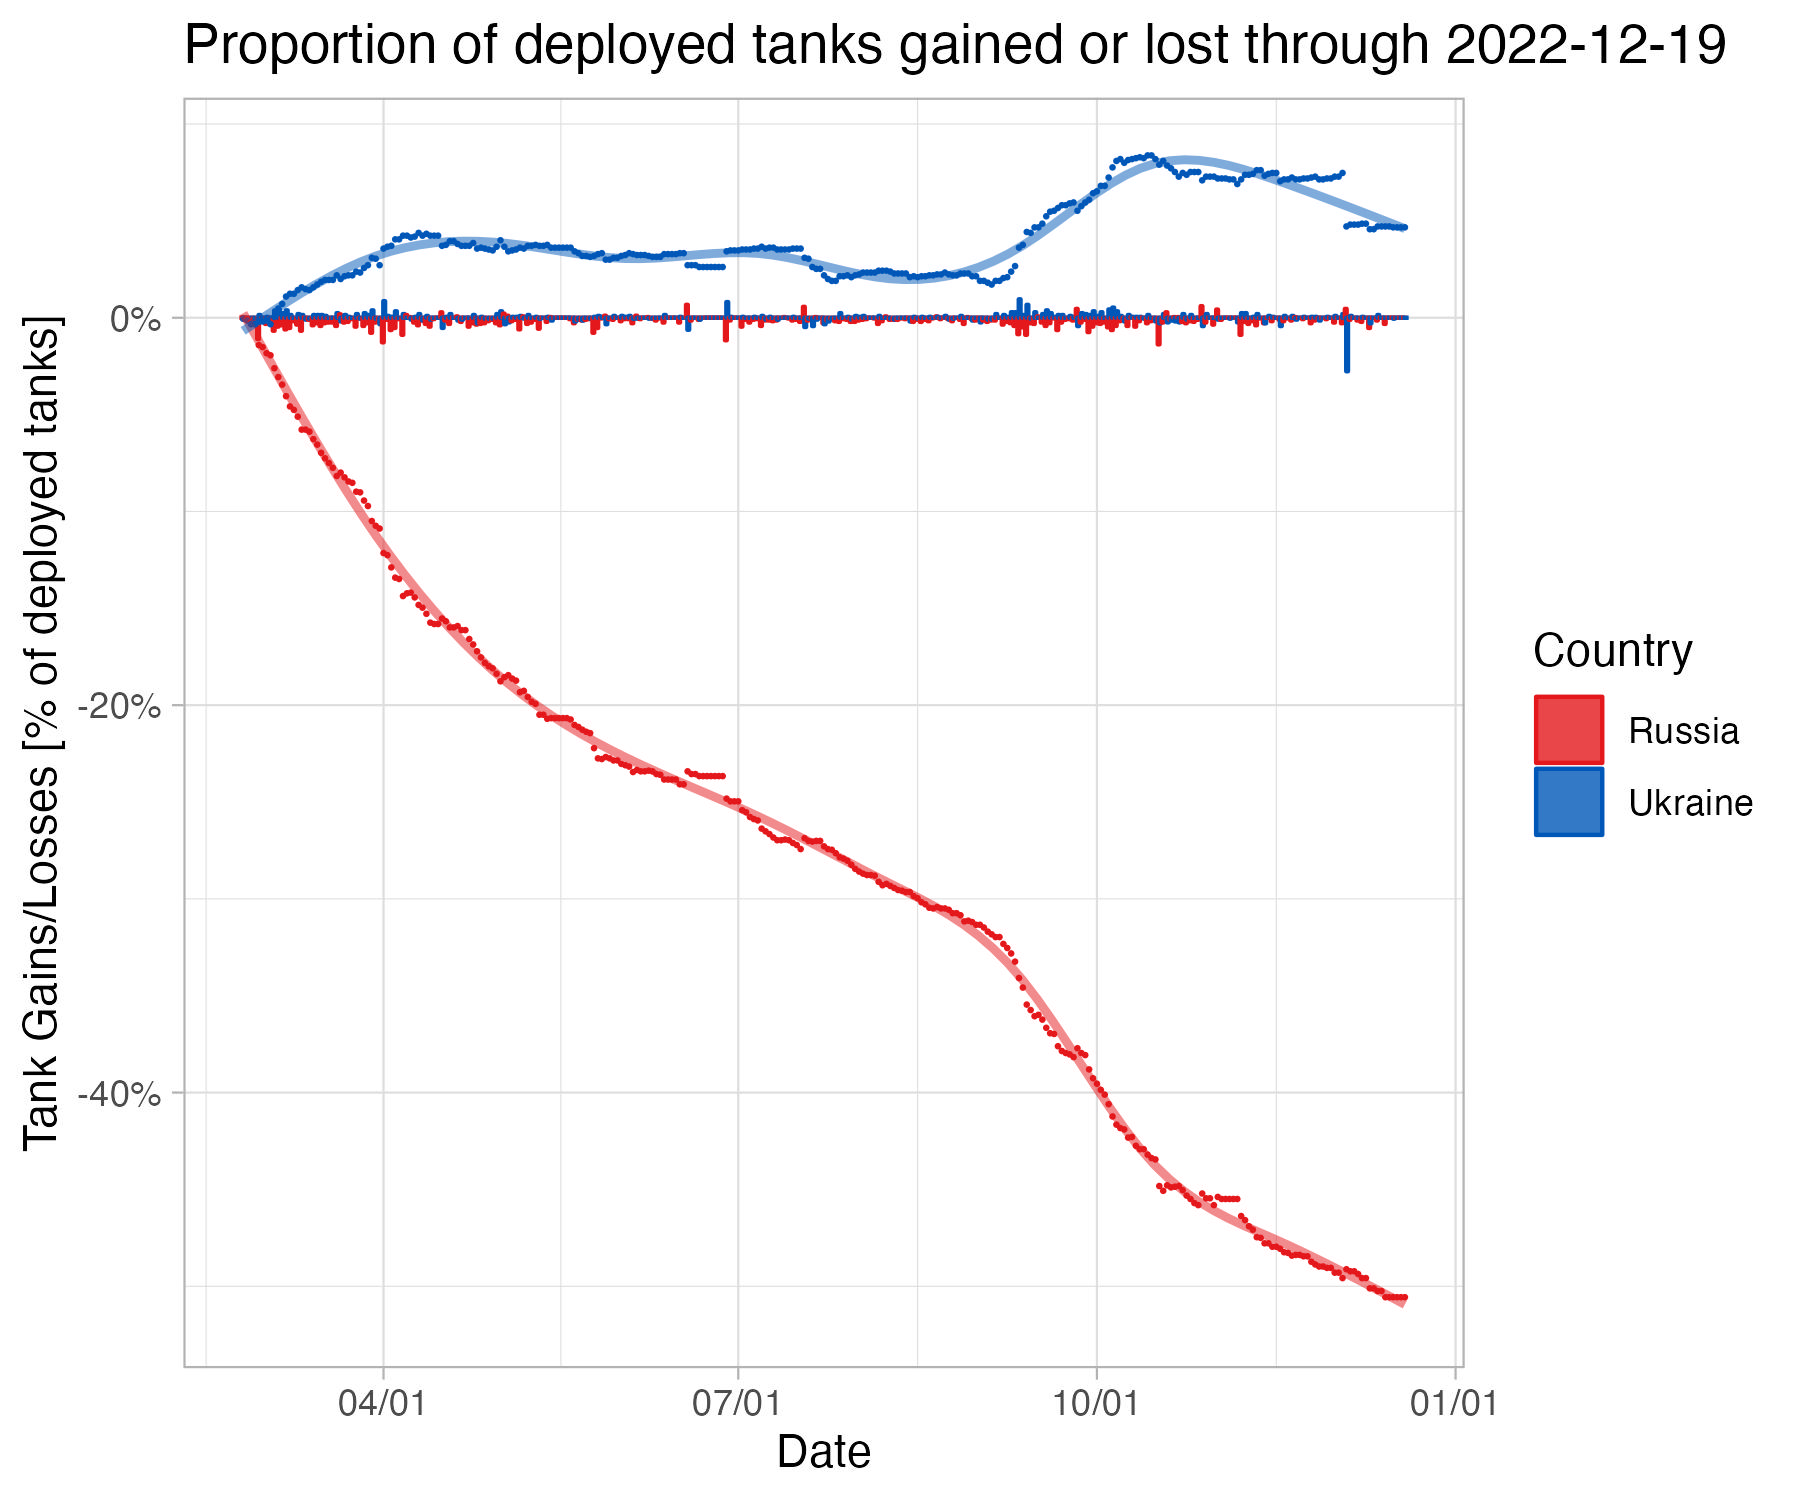 Proportion of deployed tanks gained or lost through 2022-12-19
Tank Gains/Losses [% of deployed tanks]
0%
-20%
-40%
04/01
07/01
10/01
01/01
Date
Country
Russia
Ukraine